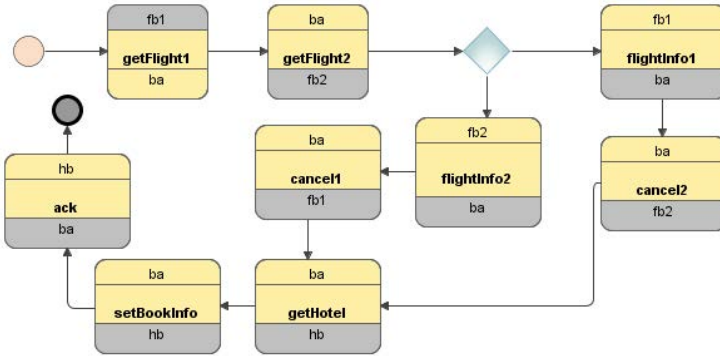 fb1
getFlight1
ba
ba
getFlight2
fb2
fb1
flightInfo1
ba
fb2
flightInfo2
ba
ba
cancel1
fb1
ba
cancel2
fb2
hb
ack
ba
ba
setBookInfo
hb
ba
getHotel
hb